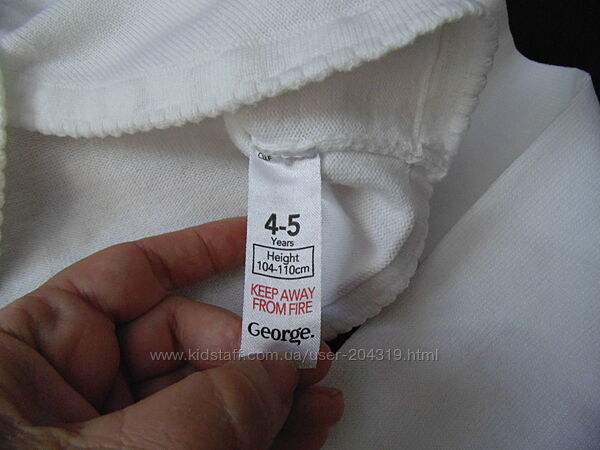 4-5
Years
Height
104-110cm
KEEP AWAY
FROM FIRE
George.
www.kidstaff.com.ua/user-204319.html